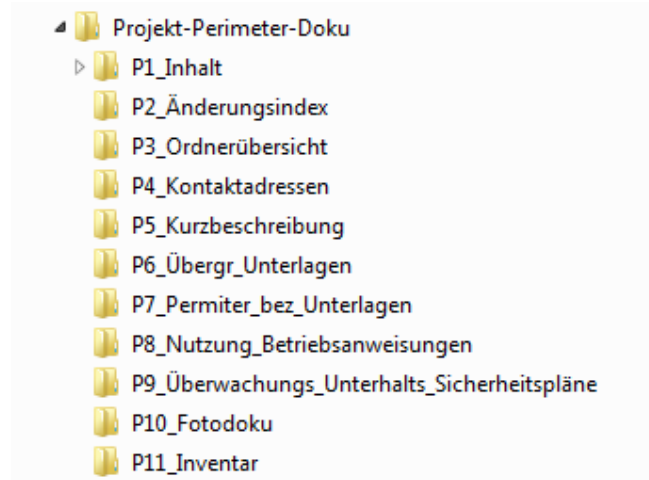 Projekt-Perimeter-Doku
P1_Inhalt
P2_Änderungsindex
P3_Ordnerübersicht
P4_Kontaktadressen
P5_Kurzbeschreibung
P6_Übergr_Unterlagen
P7_Permiter_bez_Unterlagen
P8_Nutzung_Betriebsanweisungen
P9_Überwachungs_Unterhalts_Sicherheitspläne
P10_Fotodoku
P11_Inventar